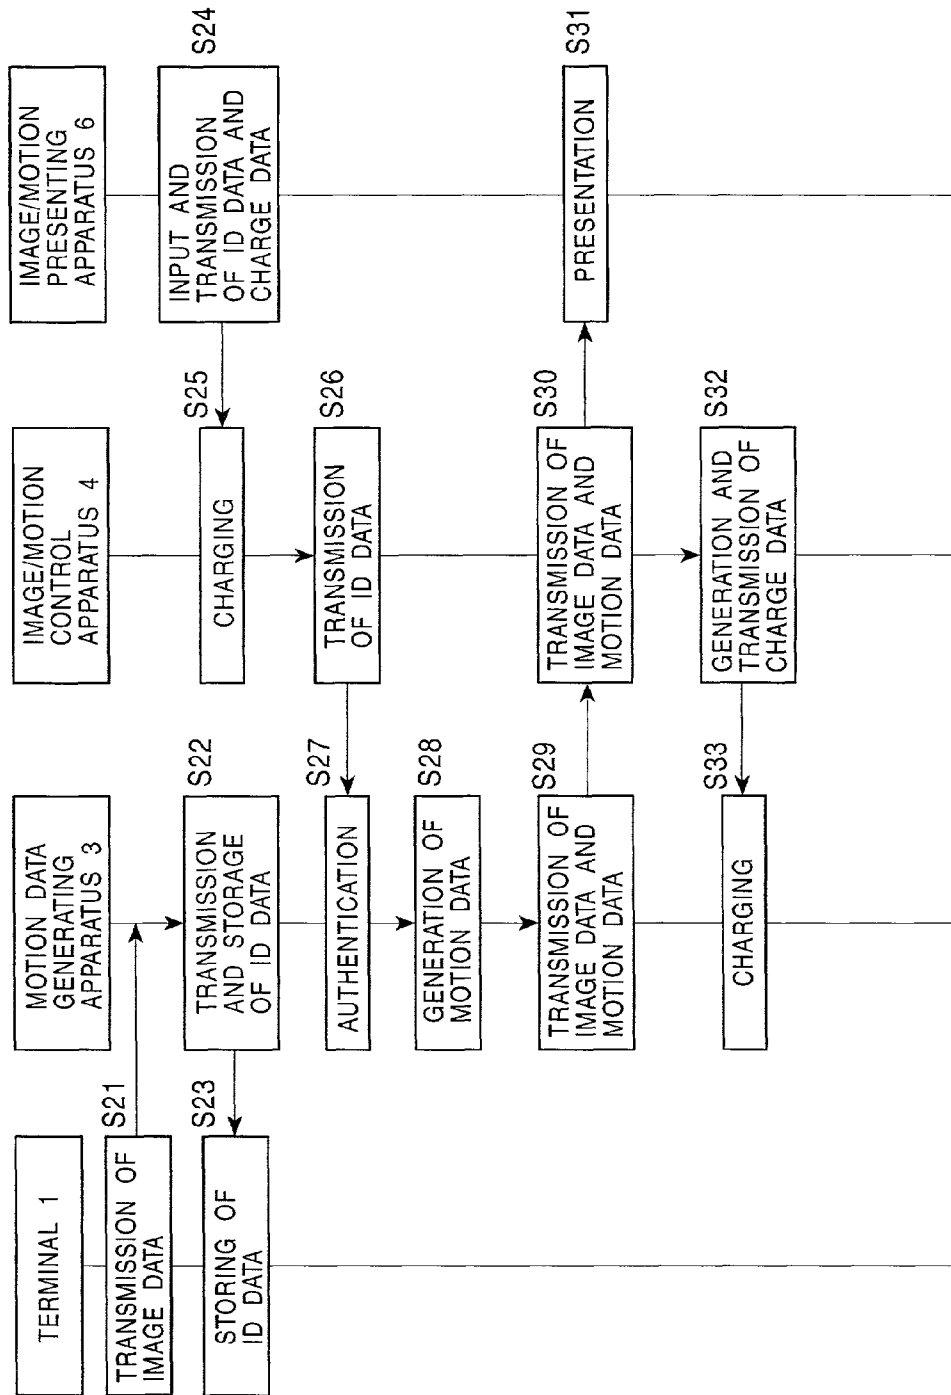 TERMINAL 1
MOTION DATA
GENERATING
APPARATUS 3
IMAGE/MOTION
CONTROL
APPARATUS 4
IMAGE/MOTION
PRESENTING
APPARATUS 6
S21
TRANSMISSION OF
IMAGE DATA
S22
TRANSMISSION
AND STORAGE
OF ID DATA
S23
STORING OF
ID DATA
S24
INPUT AND
TRANSMISSION
OF ID DATA AND
CHARGE DATA
S25
CHARGING
S26
TRANSMISSION
OF ID DATA
S27
AUTHENTICATION
S28
GENERATION OF
MOTION DATA
S29
TRANSMISSION OF
IMAGE DATA AND
MOTION DATA
S30
TRANSMISSION OF
IMAGE DATA AND
MOTION DATA
S31
PRESENTATION
S32
GENERATION AND
TRANSMISSION OF
CHARGE DATA
S33
CHARGING